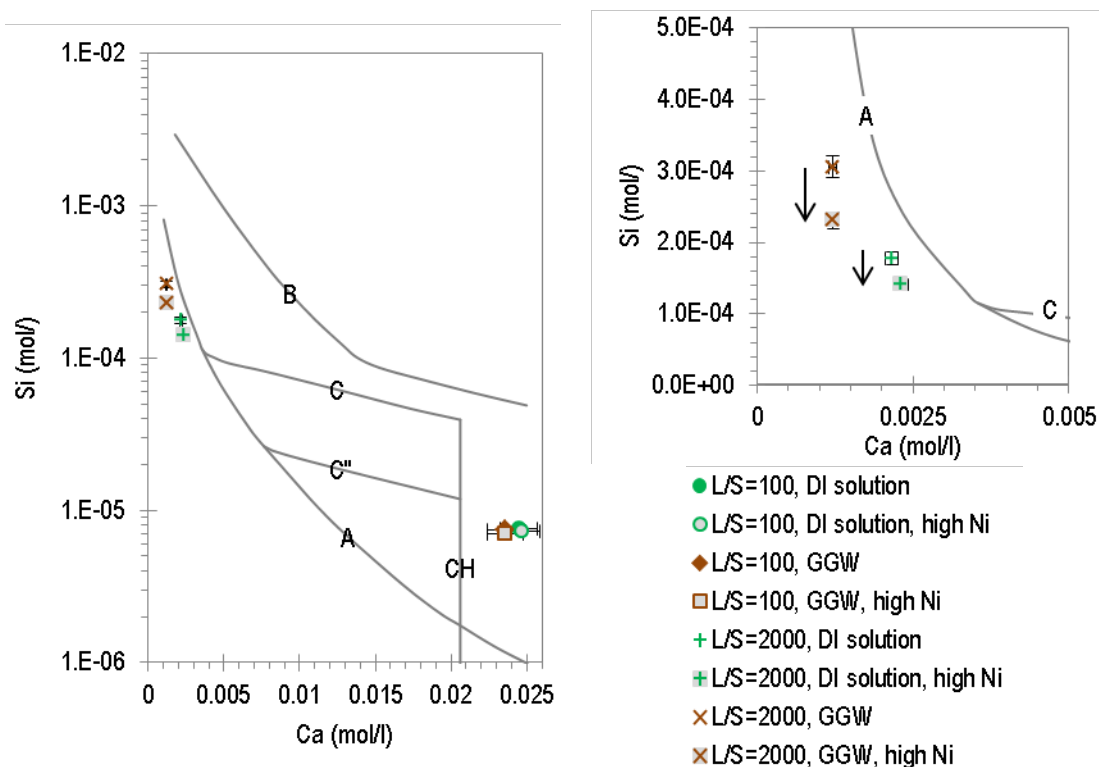 1.E-02
1.E-03
1.E-04
1.E-05
1.E-06
Si (mol/)
B
C
C"
A
CH
0
0.005
0.01
0.015
0.02
0.025
Ca (mol/l)
5.0E-04
4.0E-04
3.0E-04
2.0E-04
1.0E-04
0.0E+00
Si (mol/)
A
C
0
0.0025
0.005
Ca (mol/l)
L/S=100, DI solution
L/S=100, DI solution, high Ni
L/S=100, GGW
L/S=100, GGW, high Ni
L/S=2000, DI solution
L/S=2000, DI solution, high Ni
L/S=2000, GGW
L/S=2000, GGW, high Ni